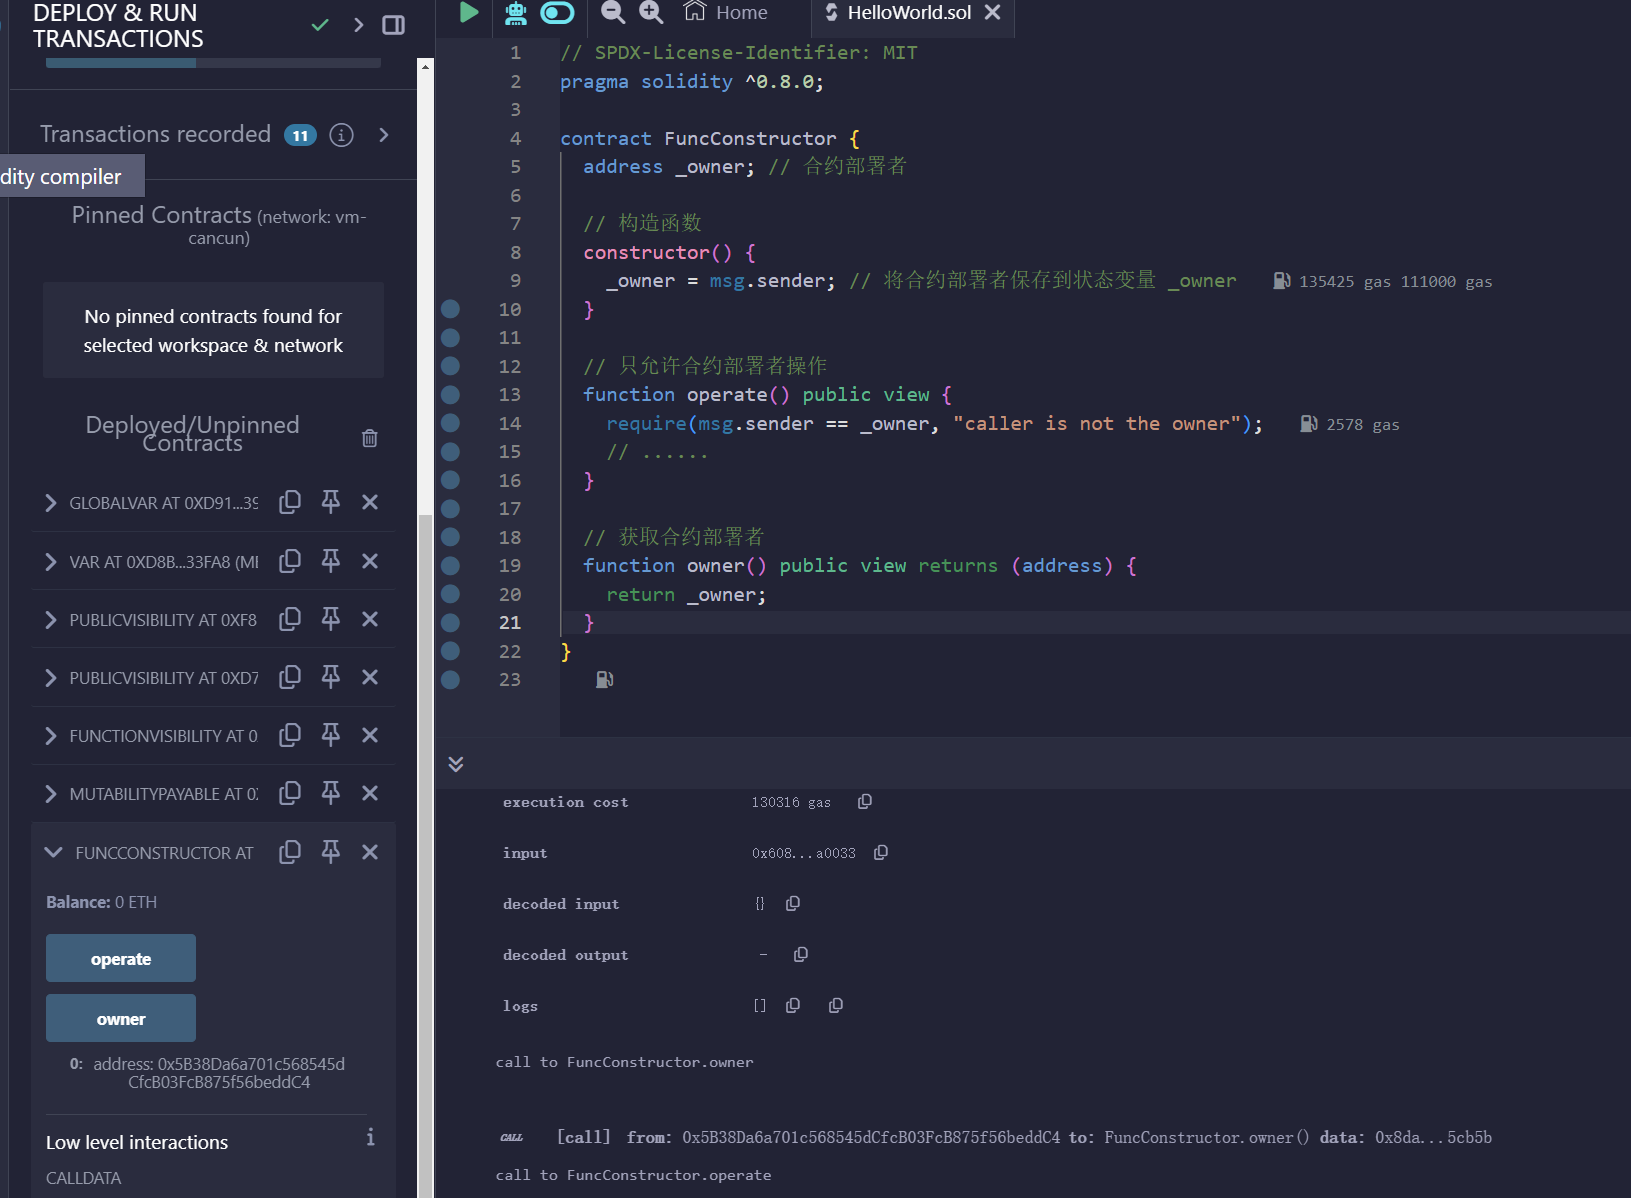 DEPLOY & RUN
TRANSACTIONS
Transactions recorded 11
dity compiler
Pinned Contracts (network: vm-
cancun)
No pinned contracts found for
selected workspace & network
Deployed/Unpinned
Contracts
GLOBALVAR AT 0XD91...39
VAR AT 0XD8B...33FA8 (ME
PUBLICVISIBILITY AT 0XF8
PUBLICVISIBILITY AT 0XD7
FUNCTIONVISIBILITY AT 0
MUTABILITYPAYABLE AT 0X
FUNCCONSTRUCTOR AT
Balance: 0 ETH
operate
owner
0: address: 0x5B38Da6a701c568545d
CfcB03FcB875f56beddC4
Low level interactions
CALLDATA
Home
HelloWorld.sol
1 // SPDX-License-Identifier: MIT
2 pragma solidity ^0.8.0;
3
4 contract FuncConstructor {
5 address _owner; // 合约部署者
6
7 // 构造函数
8 constructor() {
9 _owner = msg.sender; // 将合约部署者保存到状态变量 _owner 135425 gas 111000 gas
10 }
11
12 // 只允许合约部署者操作
13 function operate() public view {
14 require(msg.sender == _owner, "caller is not the owner"); 2578 gas
15 // ......
16 }
17
18 // 获取合约部署者
19 function owner() public view returns (address) {
20 return _owner;
21 }
22 }
23
execution cost 130316 gas
input 0x608...a0033
decoded input {}
decoded output -
logs []
call to FuncConstructor.owner
CALL [call] from: 0x5B38Da6a701c568545dCfcB03FcB875f56beddC4 to: FuncConstructor.owner() data: 0x8da...5cb5b
call to FuncConstructor.operate